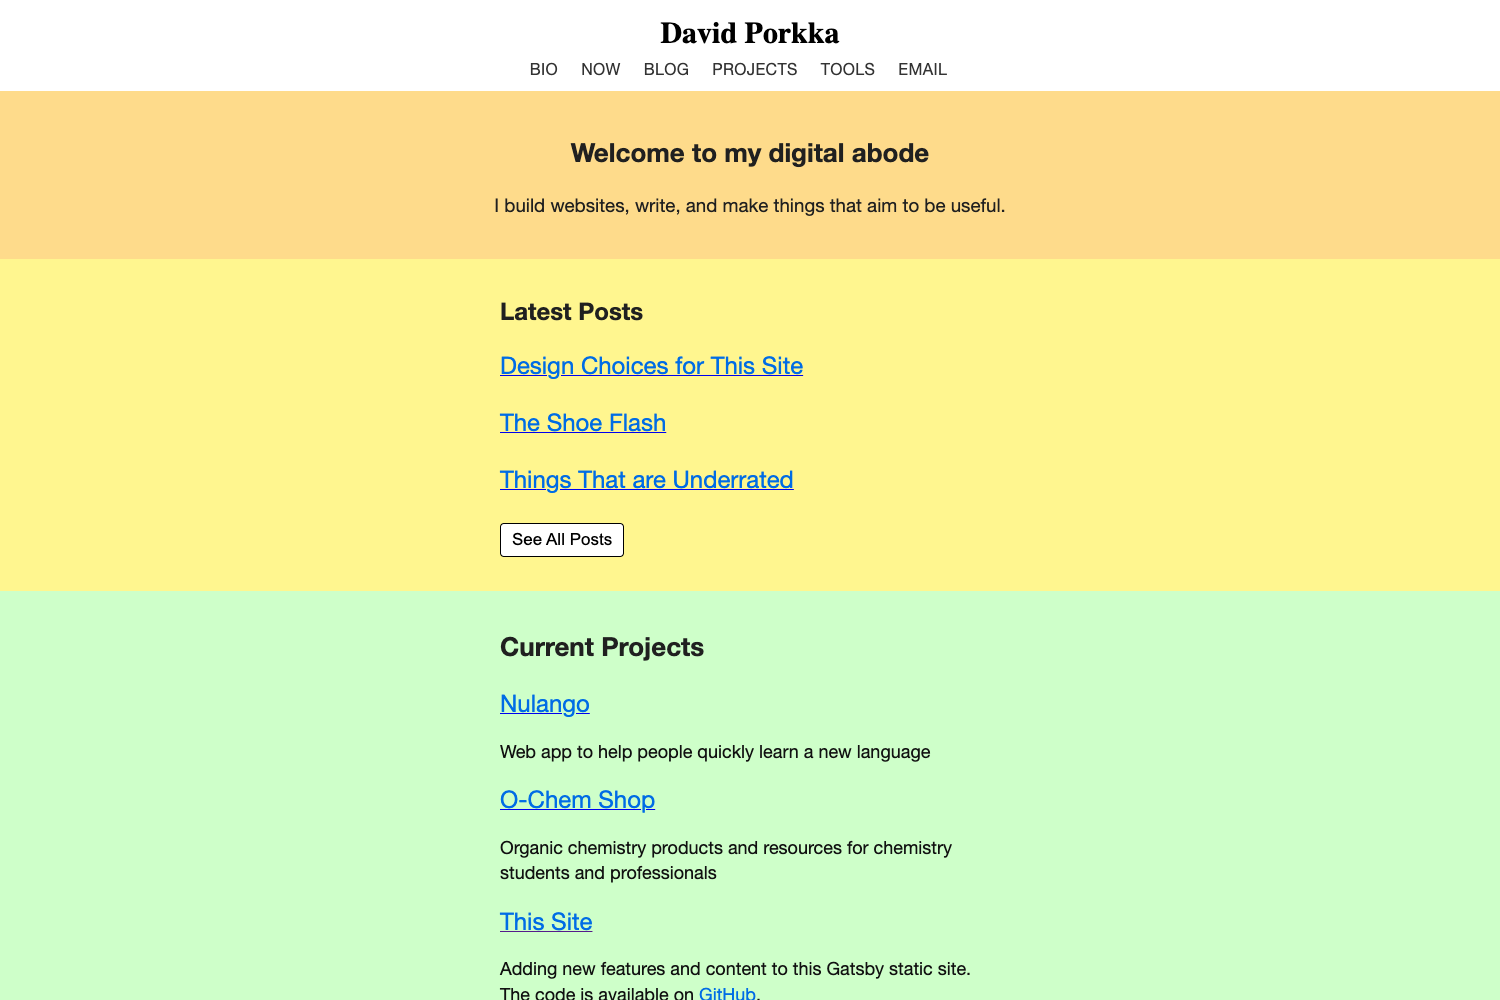 David Porkka
BIO NOW BLOG PROJECTS TOOLS EMAIL
Welcome to my digital abode
I build websites, write, and make things that aim to be useful.
Latest Posts
Design Choices for This Site
The Shoe Flash
Things That are Underrated
See All Posts
Current Projects
Nulango
Web app to help people quickly learn a new language
O-Chem Shop
Organic chemistry products and resources for chemistry
students and professionals
This Site
Adding new features and content to this Gatsby static site.
The code is available on GitHub.